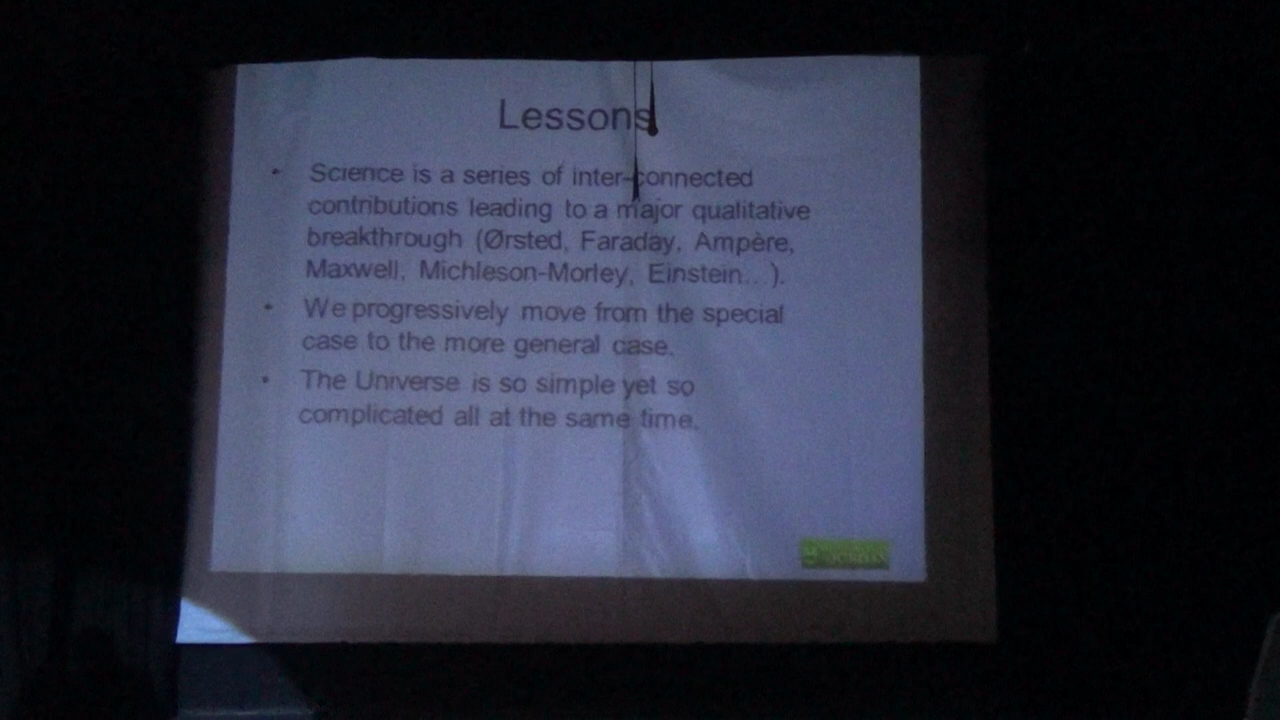 Lessons
• Science is a series of inter-connected
contributions leading to a major qualitative
breakthrough (Ørsted, Faraday, Ampère,
Maxwell, Michleson-Morley, Einstein...).
• We progressively move from the special
case to the more general case.
• The Universe is so simple yet so
complicated all at the same time.